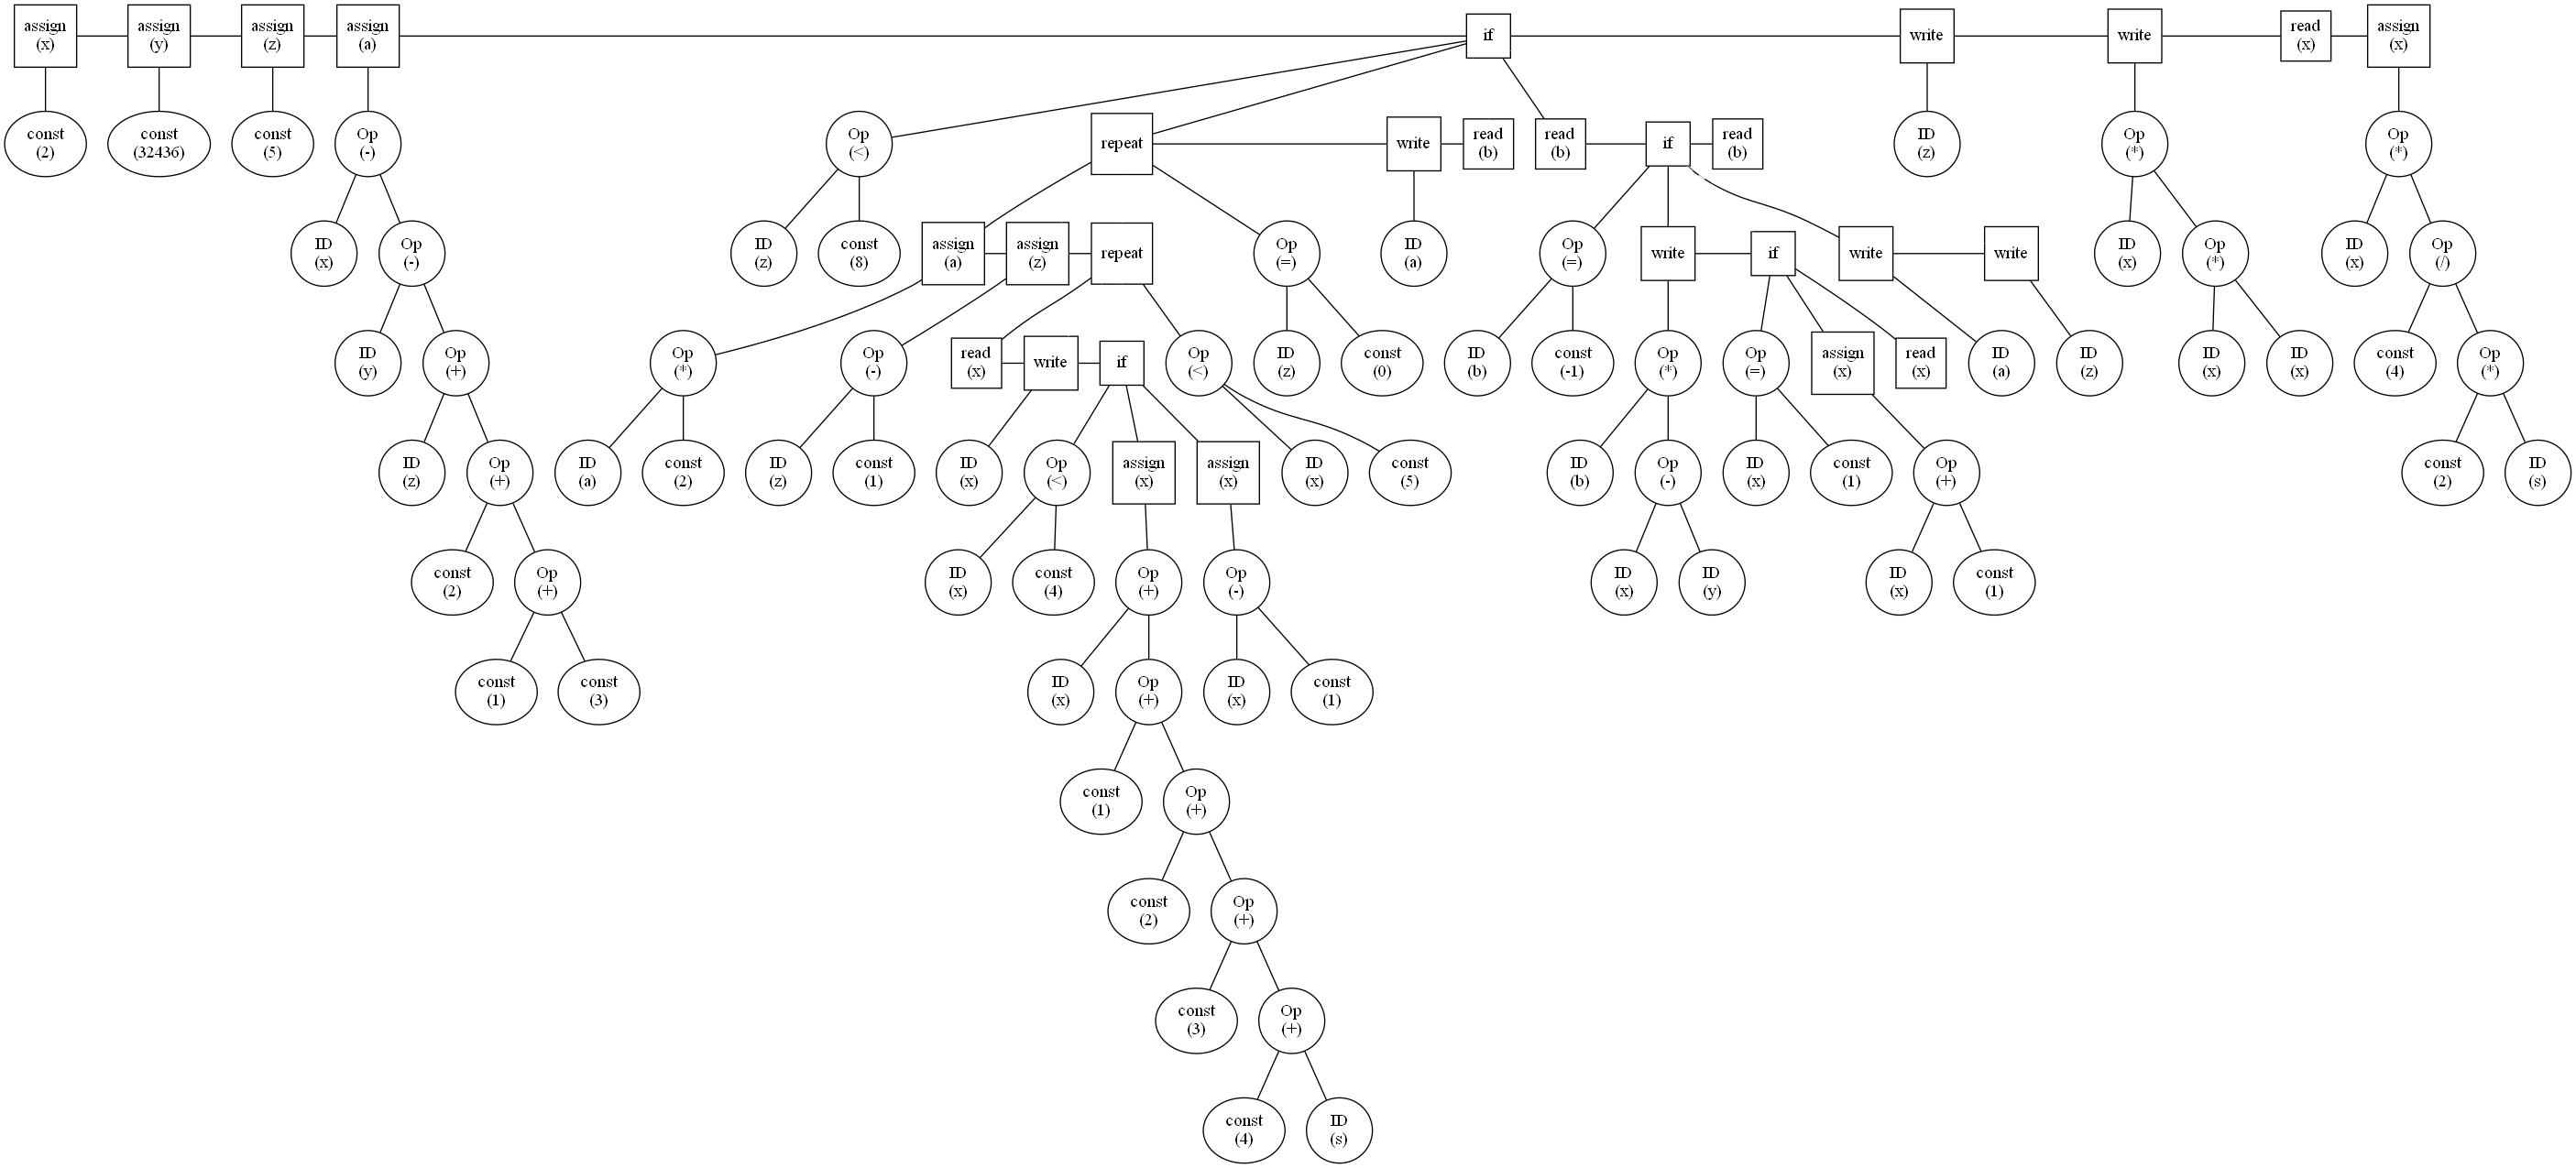 assign
(x)
assign
(y)
assign
(z)
assign
(a)
if
write
write
read
(x)
assign
(x)
const
(2)
const
(32436)
const
(5)
Op
(-)
Op
(<)
repeat
write
read
(b)
read
(b)
if
read
(b)
ID
(z)
Op
(*)
Op
(*)
ID
(x)
Op
(-)
ID
(z)
const
(8)
assign
(a)
assign
(z)
repeat
Op
(=)
ID
(a)
Op
(=)
write
if
write
write
ID
(x)
Op
(*)
ID
(x)
Op
(/)
ID
(y)
Op
(+)
Op
(*)
Op
(-)
read
(x)
write
if
Op
(<)
ID
(z)
const
(0)
ID
(b)
const
(-1)
Op
(*)
Op
(=)
assign
(x)
read
(x)
ID
(a)
ID
(z)
ID
(x)
ID
(x)
const
(4)
Op
(*)
ID
(z)
Op
(+)
ID
(a)
const
(2)
ID
(z)
const
(1)
ID
(x)
Op
(<)
assign
(x)
assign
(x)
ID
(x)
const
(5)
ID
(b)
Op
(-)
ID
(x)
const
(1)
Op
(+)
const
(2)
ID
(s)
const
(2)
Op
(+)
ID
(x)
const
(4)
Op
(+)
Op
(-)
ID
(x)
ID
(y)
ID
(x)
const
(1)
const
(1)
const
(3)
ID
(x)
Op
(+)
ID
(x)
const
(1)
const
(1)
Op
(+)
const
(2)
Op
(+)
const
(3)
Op
(+)
const
(4)
ID
(s)